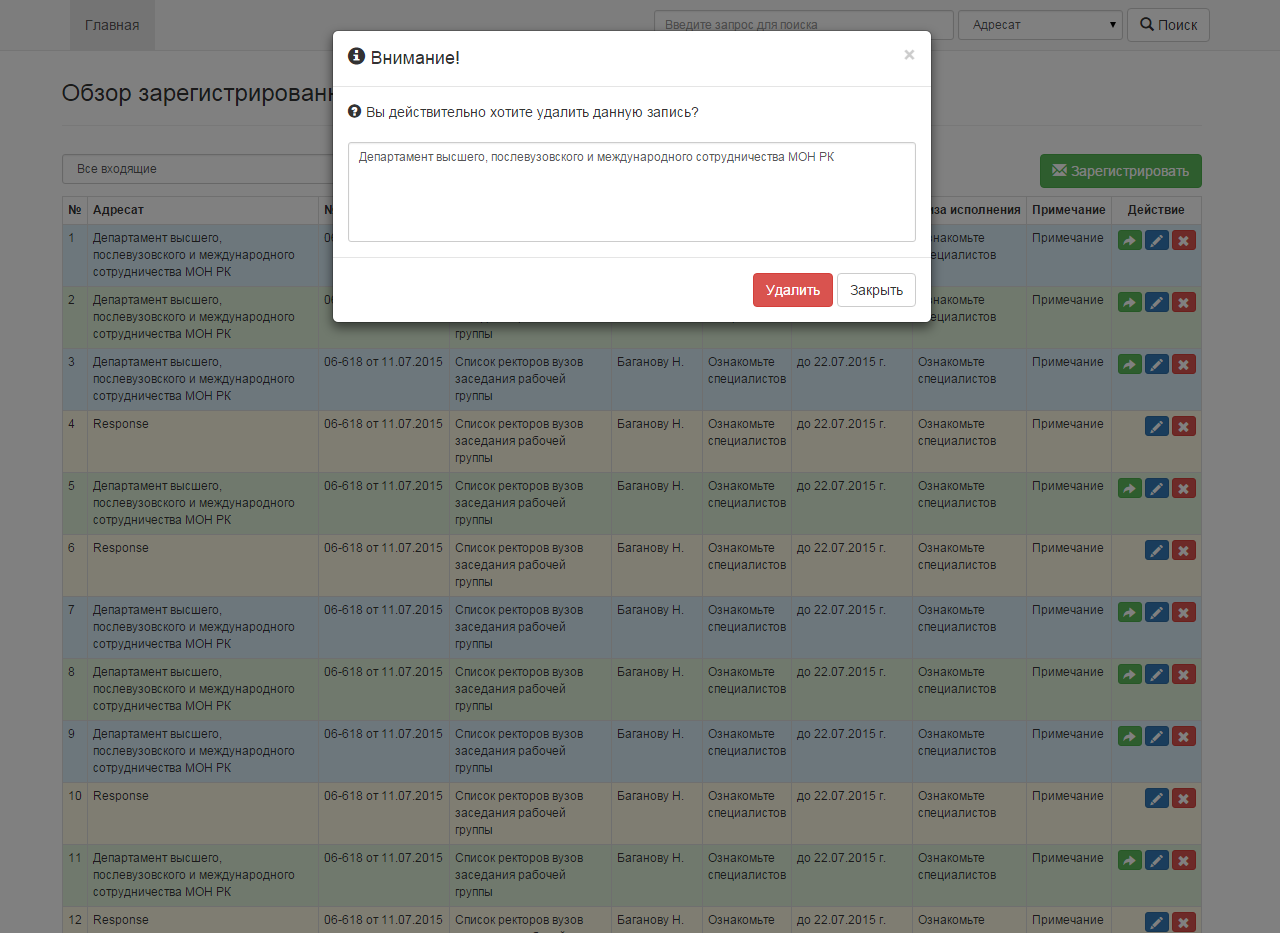 Главная
Введите запрос для поиска
Адресат
Поиск
Внимание!
×
Обзор
Вы действительно хотите удалить данную запись?
Департамент высшего, послевузовского и международного сотрудничества МОН РК
Все входящие
Зарегистрировать
Удалить Закрыть
№ Адресат исполнения Примечание Действие
1 Департамент высшего, Примечание
послевузовского и международного
сотрудничества МОН РК
2 Департамент высшего, Примечание
послевузовского и международного
сотрудничества МОН РК группы
3 Департамент высшего, 06-618 от 11.07.2015 Список ректоров вузов Баганову Н. Ознакомьте до 22.07.2015 г. Ознакомьте Примечание
послевузовского и международного заседания рабочей специалистов специалистов
сотрудничества МОН РК группы
4 Response 06-618 от 11.07.2015 Список ректоров вузов Баганову Н. Ознакомьте до 22.07.2015 г. Ознакомьте Примечание
заседания рабочей специалистов специалистов
группы
5 Департамент высшего, 06-618 от 11.07.2015 Список ректоров вузов Баганову Н. Ознакомьте до 22.07.2015 г. Ознакомьте Примечание
послевузовского и международного заседания рабочей специалистов специалистов
сотрудничества МОН РК группы
6 Response 06-618 от 11.07.2015 Список ректоров вузов Баганову Н. Ознакомьте до 22.07.2015 г. Ознакомьте Примечание
заседания рабочей специалистов специалистов
группы
7 Департамент высшего, 06-618 от 11.07.2015 Список ректоров вузов Баганову Н. Ознакомьте до 22.07.2015 г. Ознакомьте Примечание
послевузовского и международного заседания рабочей специалистов специалистов
сотрудничества МОН РК группы
8 Департамент высшего, 06-618 от 11.07.2015 Список ректоров вузов Баганову Н. Ознакомьте до 22.07.2015 г. Ознакомьте Примечание
послевузовского и международного заседания рабочей специалистов специалистов
сотрудничества МОН РК группы
9 Департамент высшего, 06-618 от 11.07.2015 Список ректоров вузов Баганову Н. Ознакомьте до 22.07.2015 г. Ознакомьте Примечание
послевузовского и международного заседания рабочей специалистов специалистов
сотрудничества МОН РК группы
10 Response 06-618 от 11.07.2015 Список ректоров вузов Баганову Н. Ознакомьте до 22.07.2015 г. Ознакомьте Примечание
заседания рабочей специалистов специалистов
группы
11 Департамент высшего, 06-618 от 11.07.2015 Список ректоров вузов Баганову Н. Ознакомьте до 22.07.2015 г. Ознакомьте Примечание
послевузовского и международного заседания рабочей специалистов специалистов
сотрудничества МОН РК группы
12 Response 06-618 от 11.07.2015 Список ректоров вузов Баганову Н. Ознакомьте до 22.07.2015 г. Ознакомьте Примечание